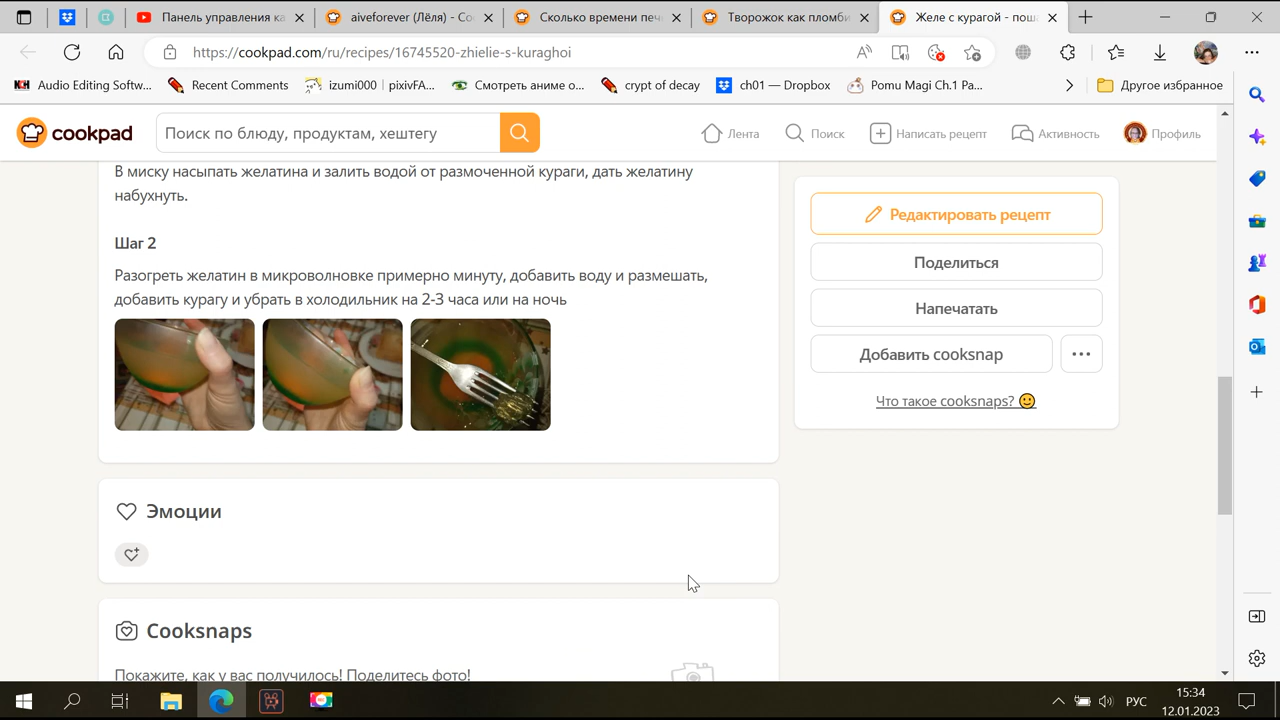 Панель управления ка
aiveforever (Лёля) - Co
Сколько времени печ
Творожок как пломби
Желе с курагой - поша
https://cookpad.com/ru/recipes/16745520-zhielie-s-kuraghoi
Audio Editing Softw...
Recent Comments
izumi000 | pixivFA...
Смотреть аниме о...
crypt of decay
ch01 — Dropbox
Pomu Magi Ch.1 Pa...
Другое избранное
cookpad
Поиск по блюду, продуктам, хештегу
Лента
Поиск
Написать рецепт
Активность
Профиль
В миску насыпать желатина и залить водой от размоченной кураги, дать желатину
набухнуть.
Шаг 2
Разогреть желатин в микроволновке примерно минуту, добавить воду и размешать,
добавить курагу и убрать в холодильник на 2-3 часа или на ночь
Редактировать рецепт
Поделиться
Напечатать
Добавить cooksnap
Что такое cooksnaps?
Эмоции
Cooksnaps
Покажите, как у вас получилось! Поделитесь фото!
РУС
15:34
12.01.2023